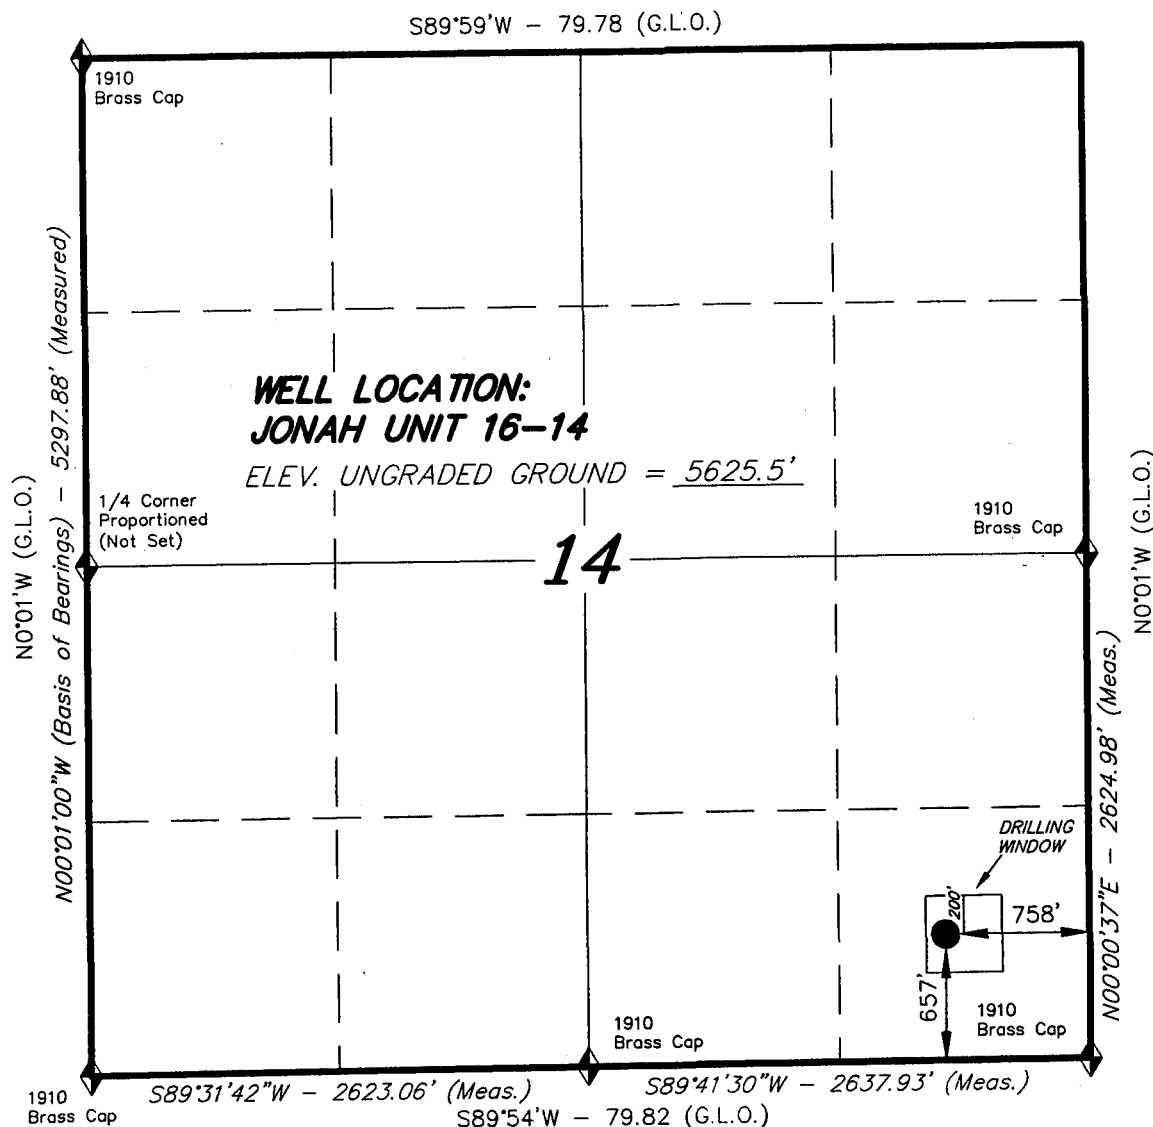 S89°59'W - 79.78 (G.L.O.)
1910
Brass Cap
N0°01'W (G.L.O.)
N00°01'00"W (Basis of Bearings) - 5297.88' (Measured)
WELL LOCATION:
JONAH UNIT 16-14
ELEV. UNGRADED GROUND = 5625.5'
1/4 Corner
Proportioned
(Not Set)
1910
Brass Cap
14
N0°01'W (G.L.O.)
N00°00'37"E - 2624.98' (Meas.)
DRILLING
WINDOW
200'
758'
657'
1910
Brass Cap
1910
Brass Cap
1910
Brass Cap
S89°31'42"W - 2623.06' (Meas.)
S89°41'30"W - 2637.93' (Meas.)
S89°54'W - 79.82 (G.L.O.)